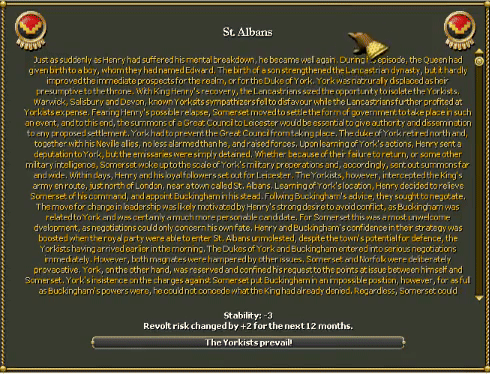 St. Albans
Just as suddenly as Henry had suffered his mental breakdown, he became well again. During episode, the Queen had
given birth to a boy, whom they had named Edward. The birth of a son strengthened the Lancastrian dynasty, but it hardly
improved the immediate prospects for the realm, or for the Duke of York. York was naturally displaced as heir
presumptive to the throne. With King Henry's recovery, the Lancastrians sized the opportunity to isolate the Yorkists.
Warwick, Salisbury and Devon, known Yorksits sympathizers fell to disfavour while the Lancastrians further profited at
Yorksists expense. Fearing Henry's possible relapse, Somerset moved to settle the form of government to take place in such
an event, and to this end, the summons of a Great Council to Leicester would be essential to give authority and dissemination
to any proposed settlement. York had to prevent the Great Council from taking place. The duke of York retired north and,
together with his Neville allies, no less alarmed than he, and raised forces. Upon learning of York's actions, Henry sent a
deputation to York, but the emissaries were simply detained. Whether because of their failure to return, or some other
military intelligence, Somerset woke up to the scale of York's military preparations and, accordingly, sent out summons far
and wide. Within days, Henry and his loyal followers set out for Leicester. The Yorkists, however, intercepted the King's
army en route, just north of London, near a town called St. Albans. Learning of York's location, Henry decided to relieve
Somerset of his command, and appoint Buckingham in his stead. Following Buckingham's advice, they sought to negotiate.
The move for change in leadership was likely motivated by Henry's strong desire to avoid conflict, as Buckingham was
related to York and was certainly a much more personable candidate. For Somerset this was a most unwelcome
dvelopment, as negotiations could only concern his own fate. Henry and Buckingham's confidence in their strategy was
boosted when the royal party were able to enter St. Albans unmolested, despite the town's potential for defence, the
Yorkists having arrived earlier in the morning. The Dukes of York and Buckingham entered into serious negotiations
immediately. However, both magnates were hampered by other issues. Somerset and Norfolk were deliberately
provocative. York, on the other hand, was reserved and confined his request to the points at issue between himself and
Somerset. York's insistence on the charges against Somerset put Buckingham in an impossible position, however, for as full
as Buckingham's powers were, he could not concede what the King had already denied. Regardless, Somerset could
Stability: -3
Revolt risk changed by +2 for the next 12 months.
The Yorkists prevail!